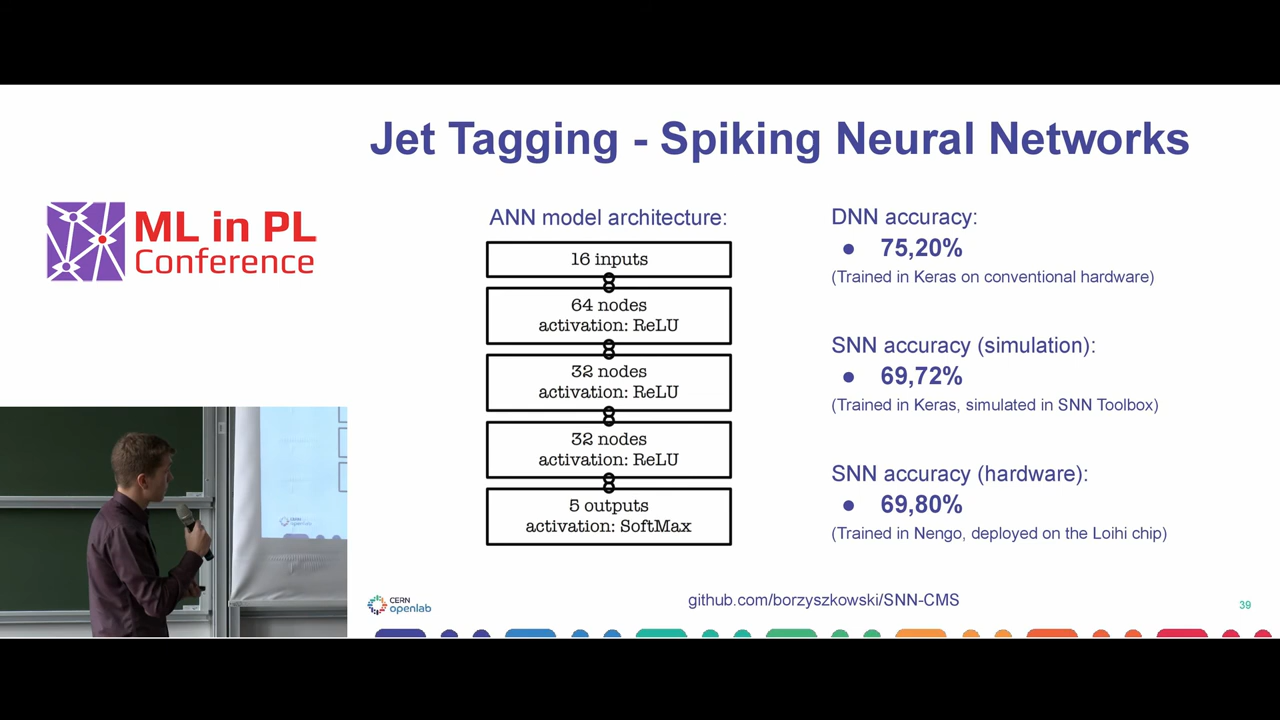 Jet Tagging - Spiking Neural Networks
ML in PL
Conference
ANN model architecture:
16 inputs
64 nodes
activation: ReLU
32 nodes
activation: ReLU
32 nodes
activation: ReLU
5 outputs
activation: SoftMax
DNN accuracy:
● 75,20%
(Trained in Keras on conventional hardware)
SNN accuracy (simulation):
● 69,72%
(Trained in Keras, simulated in SNN Toolbox)
SNN accuracy (hardware):
● 69,80%
(Trained in Nengo, deployed on the Loihi chip)
CERN
openlab
github.com/borzyszkowski/SNN-CMS
39